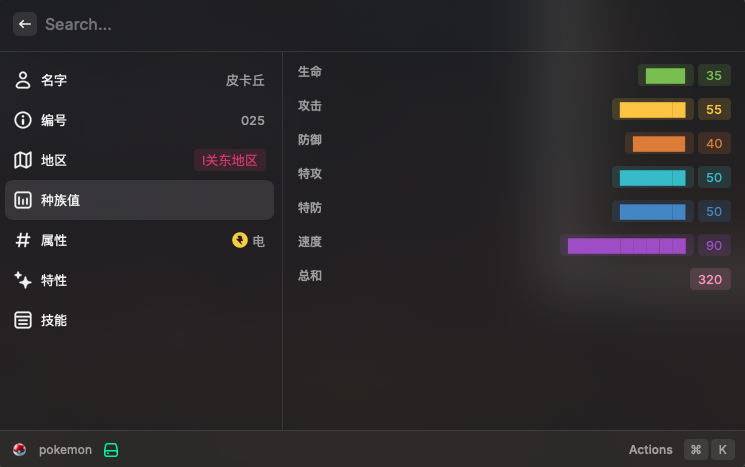 Search...
名字 皮卡丘
编号 025
地区 I关东地区
种族值
属性 电
特性
技能
生命 35
攻击 55
防御 40
特攻 50
特防 50
速度 90
总和 320
pokemon
Actions ⌘ K